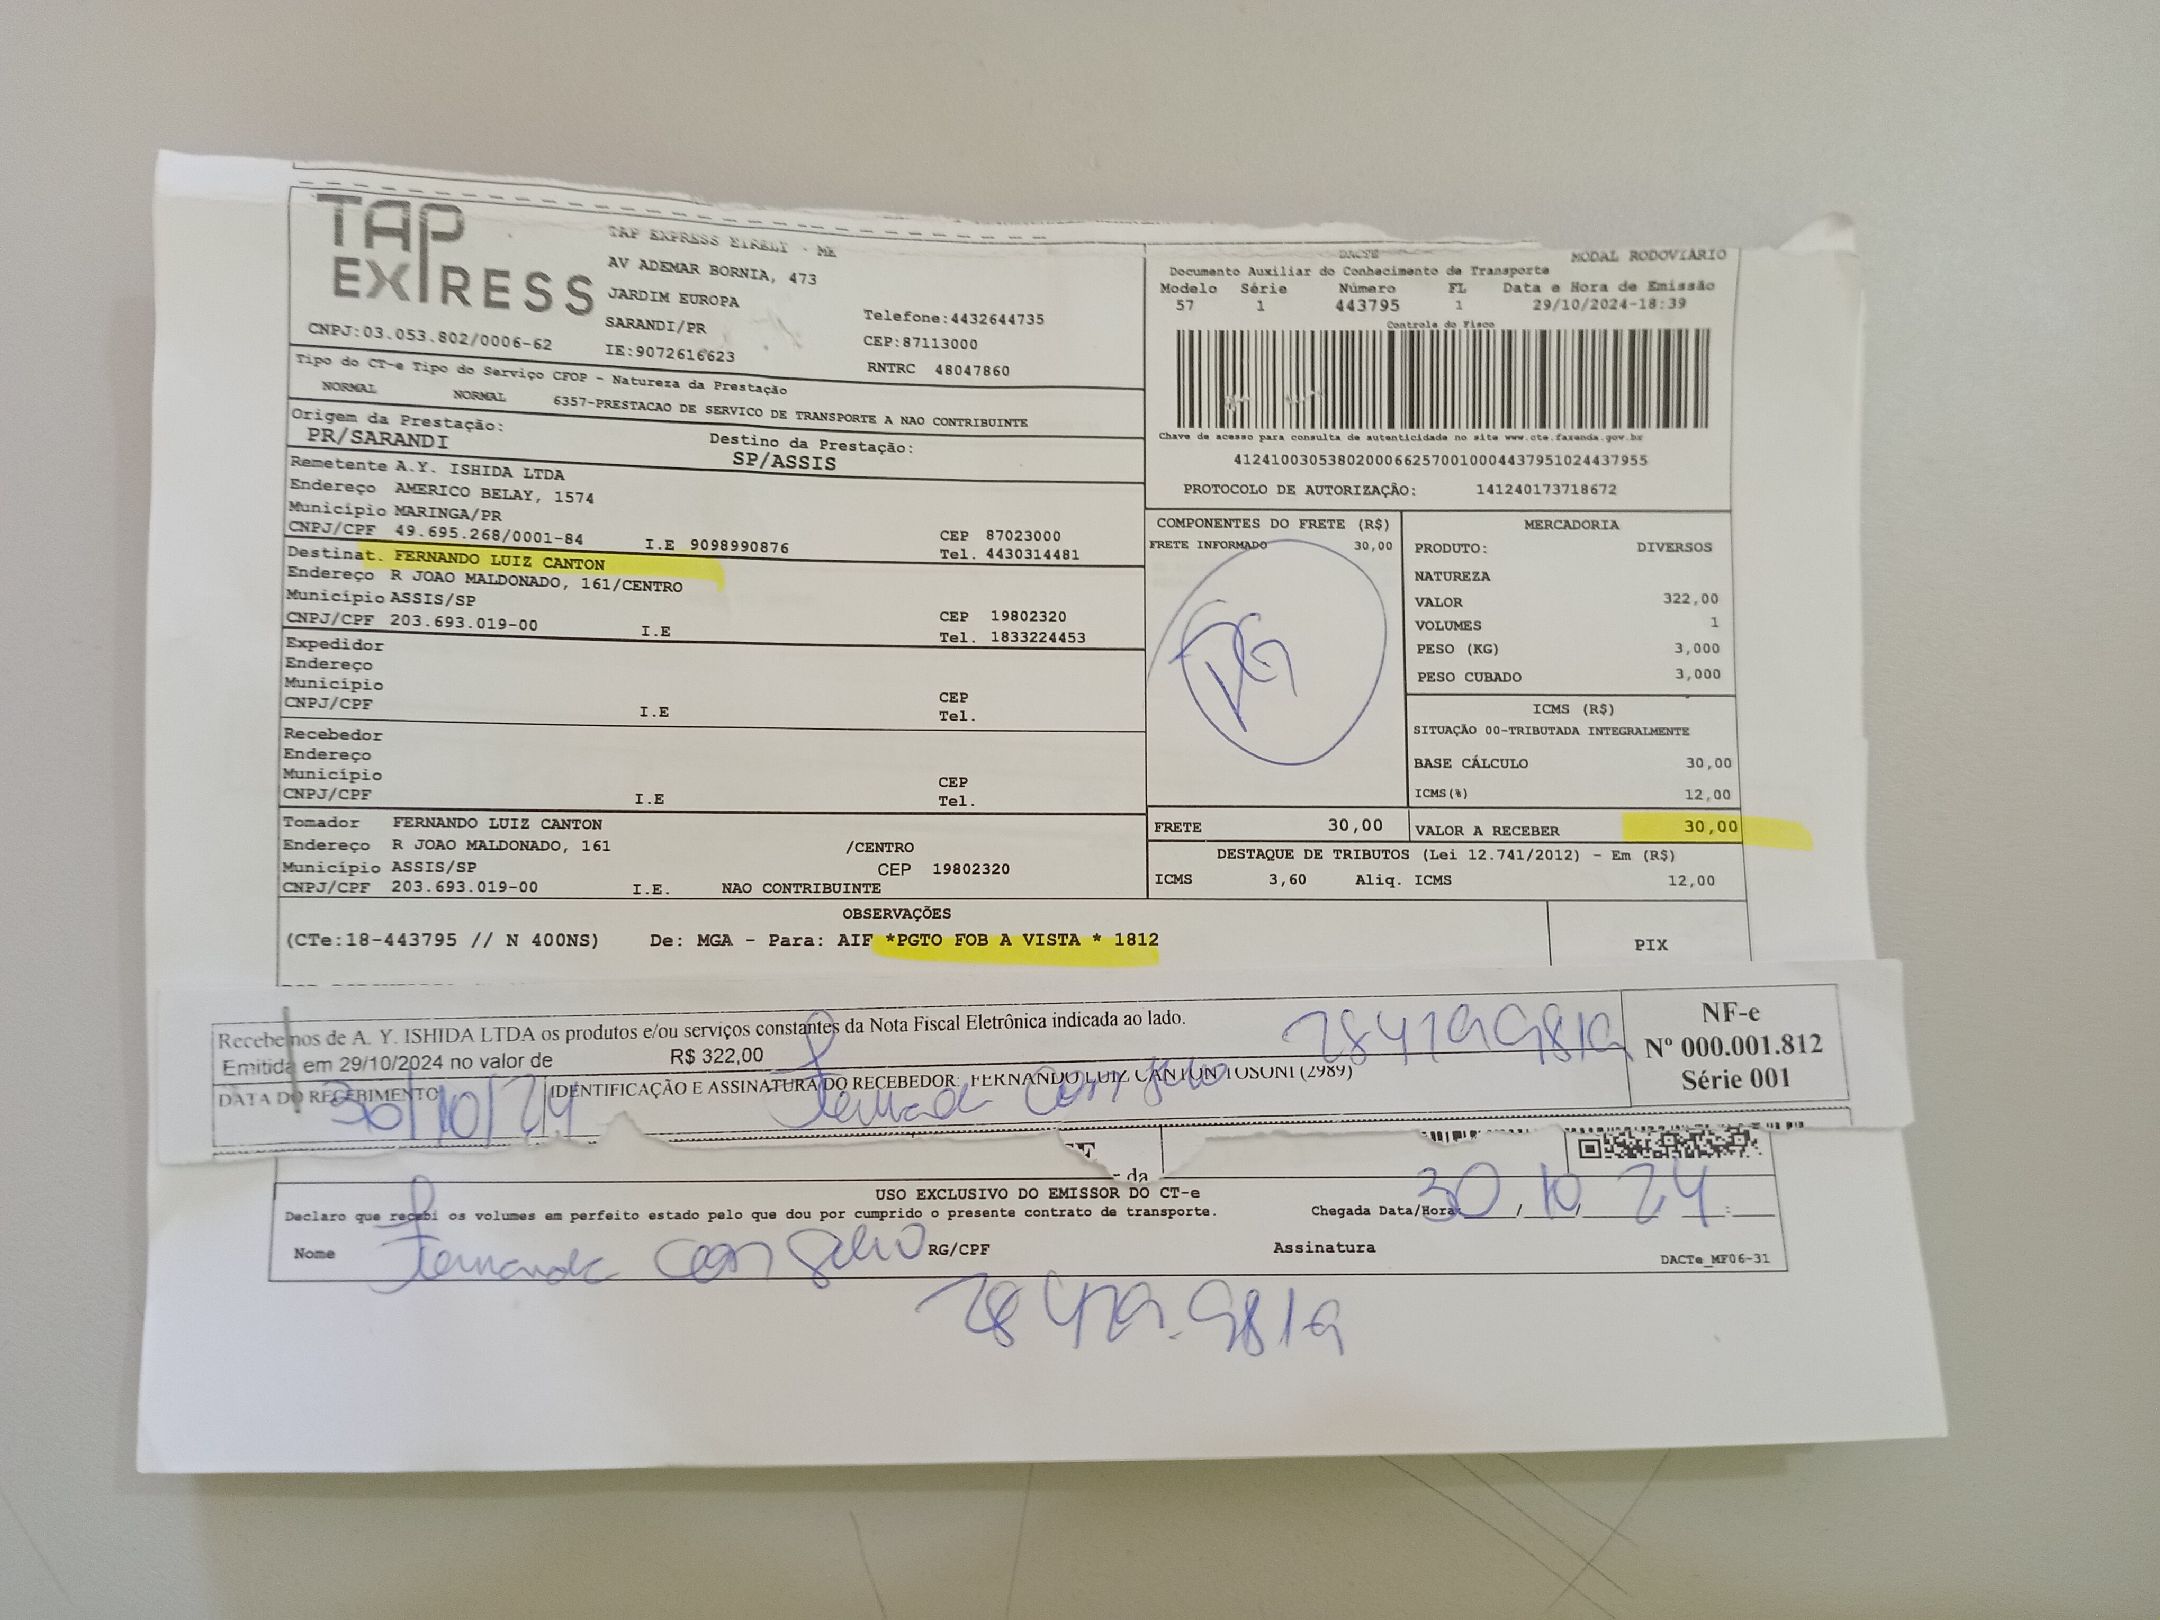 TAP EXPRESS
TAP EXPRESS EIRELI - ME
AV ADEMAR BORNIA, 473
JARDIM EUROPA
SARANDI/PR
Telefone:4432644735
CNPJ:03.053.802/0006-62
IE:9072616623
CEP:87113000
RNTRC 48047860
DACTE
MODAL RODOVIÁRIO
Documento Auxiliar do Conhecimento de Transporte
Modelo Série Número FL Data e Hora de Emissão
57 1 443795 1 29/10/2024-18:39
Controle do Fisco
Chave de acesso para consulta de autenticidade no site www.cte.fazenda.gov.br
41241003053802000662570010004437951024437955
PROTOCOLO DE AUTORIZAÇÃO: 141240173718672
Tipo do CT-e Tipo do Serviço CFOP - Natureza da Prestação
NORMAL NORMAL 6357-PRESTACAO DE SERVICO DE TRANSPORTE A NAO CONTRIBUINTE
Origem da Prestação: Destino da Prestação:
PR/SARANDI SP/ASSIS
Remetente A.Y. ISHIDA LTDA
Endereço AMERICO BELAY, 1574
Município MARINGA/PR CEP 87023000
CNPJ/CPF 49.695.268/0001-84 I.E 9098990876 Tel. 4430314481
Destinat. FERNANDO LUIZ CANTON
Endereço R JOAO MALDONADO, 161/CENTRO
Município ASSIS/SP CEP 19802320
CNPJ/CPF 203.693.019-00 I.E Tel. 1833224453
Expedidor
Endereço
Município CEP
CNPJ/CPF I.E Tel.
Recebedor
Endereço
Município CEP
CNPJ/CPF I.E Tel.
Tomador FERNANDO LUIZ CANTON
Endereço R JOAO MALDONADO, 161 /CENTRO
Município ASSIS/SP CEP 19802320
CNPJ/CPF 203.693.019-00 I.E. NAO CONTRIBUINTE
COMPONENTES DO FRETE (R$)
FRETE INFORMADO 30,00
PG
MERCADORIA
PRODUTO: DIVERSOS
NATUREZA
VALOR 322,00
VOLUMES 1
PESO (KG) 3,000
PESO CUBADO 3,000
ICMS (R$)
SITUAÇÃO 00-TRIBUTADA INTEGRALMENTE
BASE CÁLCULO 30,00
ICMS(%) 12,00
FRETE 30,00 VALOR A RECEBER 30,00
DESTAQUE DE TRIBUTOS (Lei 12.741/2012) - Em (R$)
ICMS 3,60 Aliq. ICMS 12,00
OBSERVAÇÕES
(CTe:18-443795 // N 400NS) De: MGA - Para: AIF *PGTO FOB A VISTA * 1812
PIX
Recebemos de A. Y. ISHIDA LTDA os produtos e/ou serviços constantes da Nota Fiscal Eletrônica indicada ao lado.
Emitida em 29/10/2024 no valor de R$ 322,00
DATA DO RECEBIMENTO IDENTIFICAÇÃO E ASSINATURA DO RECEBEDOR: FERNANDO LUIZ CANTON TOSONI (2989)
30/10/24
NF-e
Nº 000.001.812
Série 001
da
USO EXCLUSIVO DO EMISSOR DO CT-e
Declaro que recebi os volumes em perfeito estado pelo que dou por cumprido o presente contrato de transporte.
Chegada Data/Hora: 30/10/24
Nome Fernanda RG/CPF Assinatura
DACTe_MF06-31